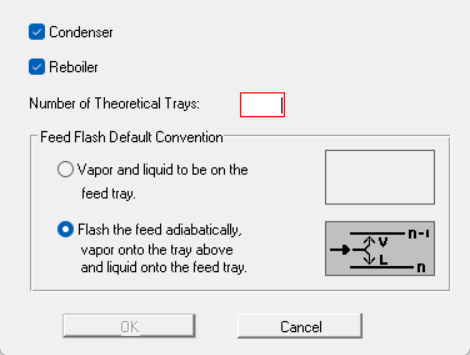 Condenser
Reboiler
Number of Theoretical Trays:
Feed Flash Default Convention
Vapor and liquid to be on the
feed tray.
Flash the feed adiabatically,
vapor onto the tray above
and liquid onto the feed tray.
n-1
V
L
n
OK
Cancel